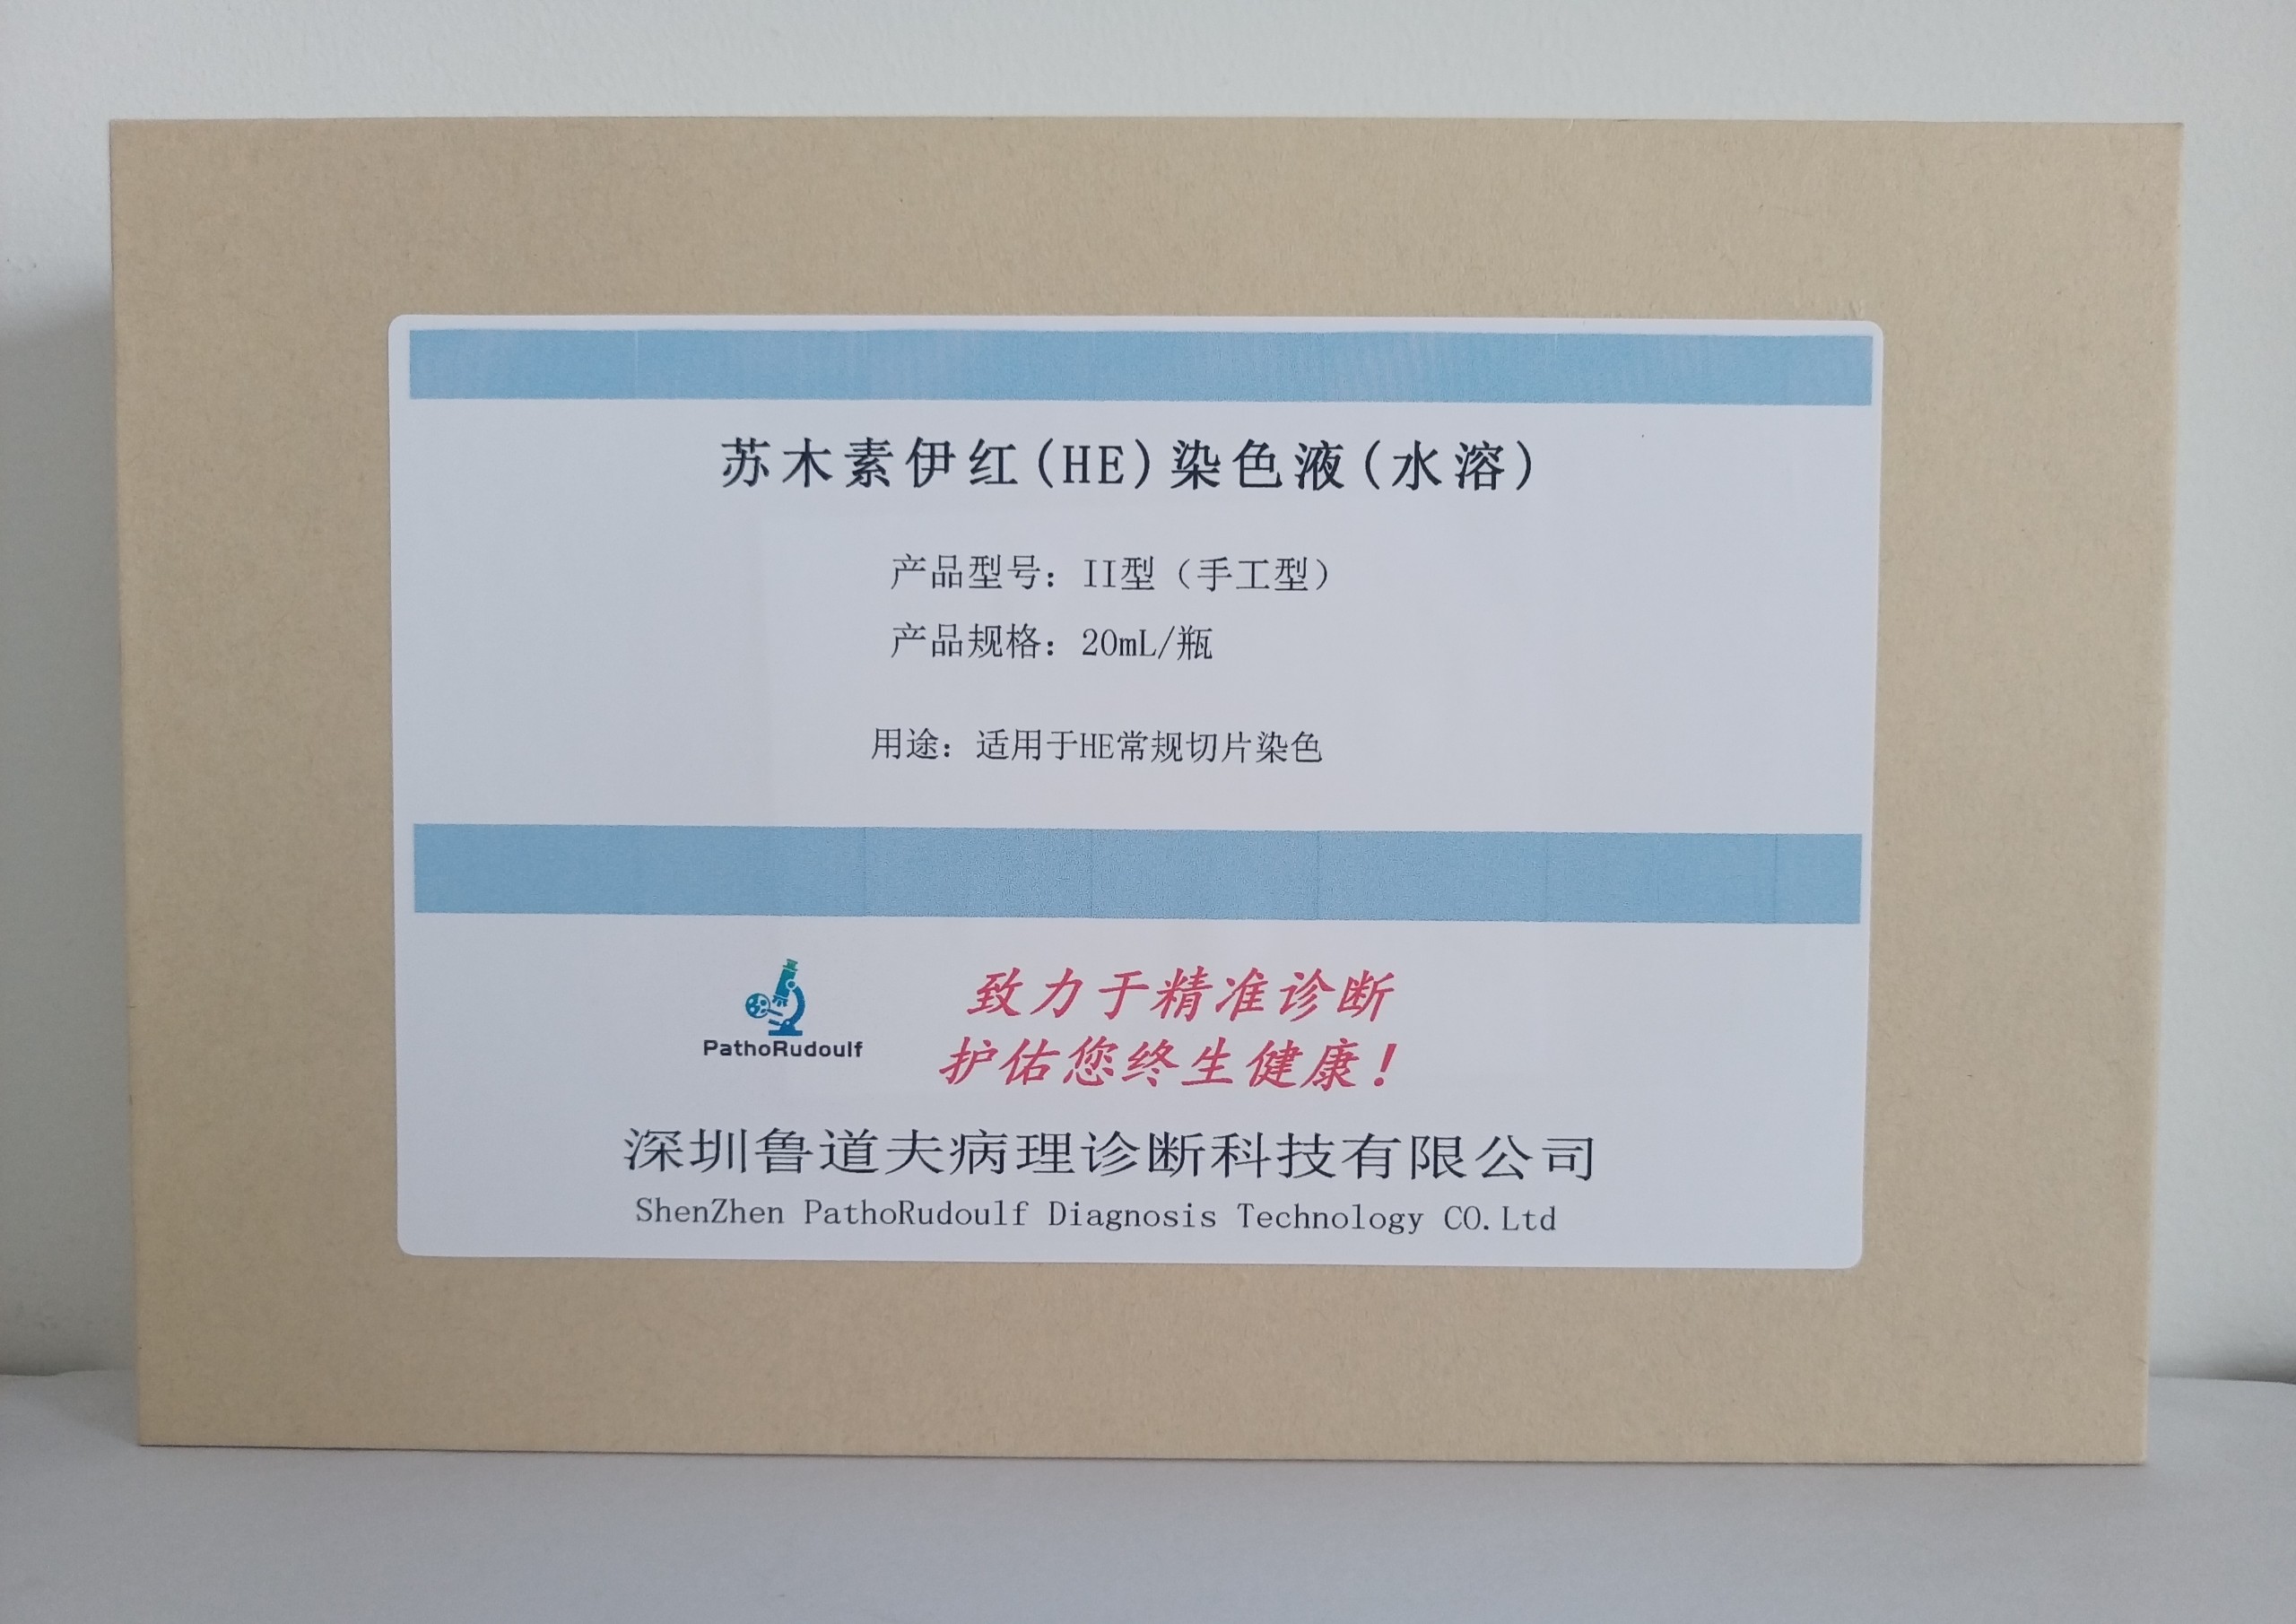 苏木素伊红(HE)染色液(水溶)
产品型号：II型（手工型）
产品规格：20mL/瓶
用途：适用于HE常规切片染色
PathoRudoulf
致力于精准诊断
护佑您终生健康！
深圳鲁道夫病理诊断科技有限公司
ShenZhen PathoRudoulf Diagnosis Technology CO.Ltd